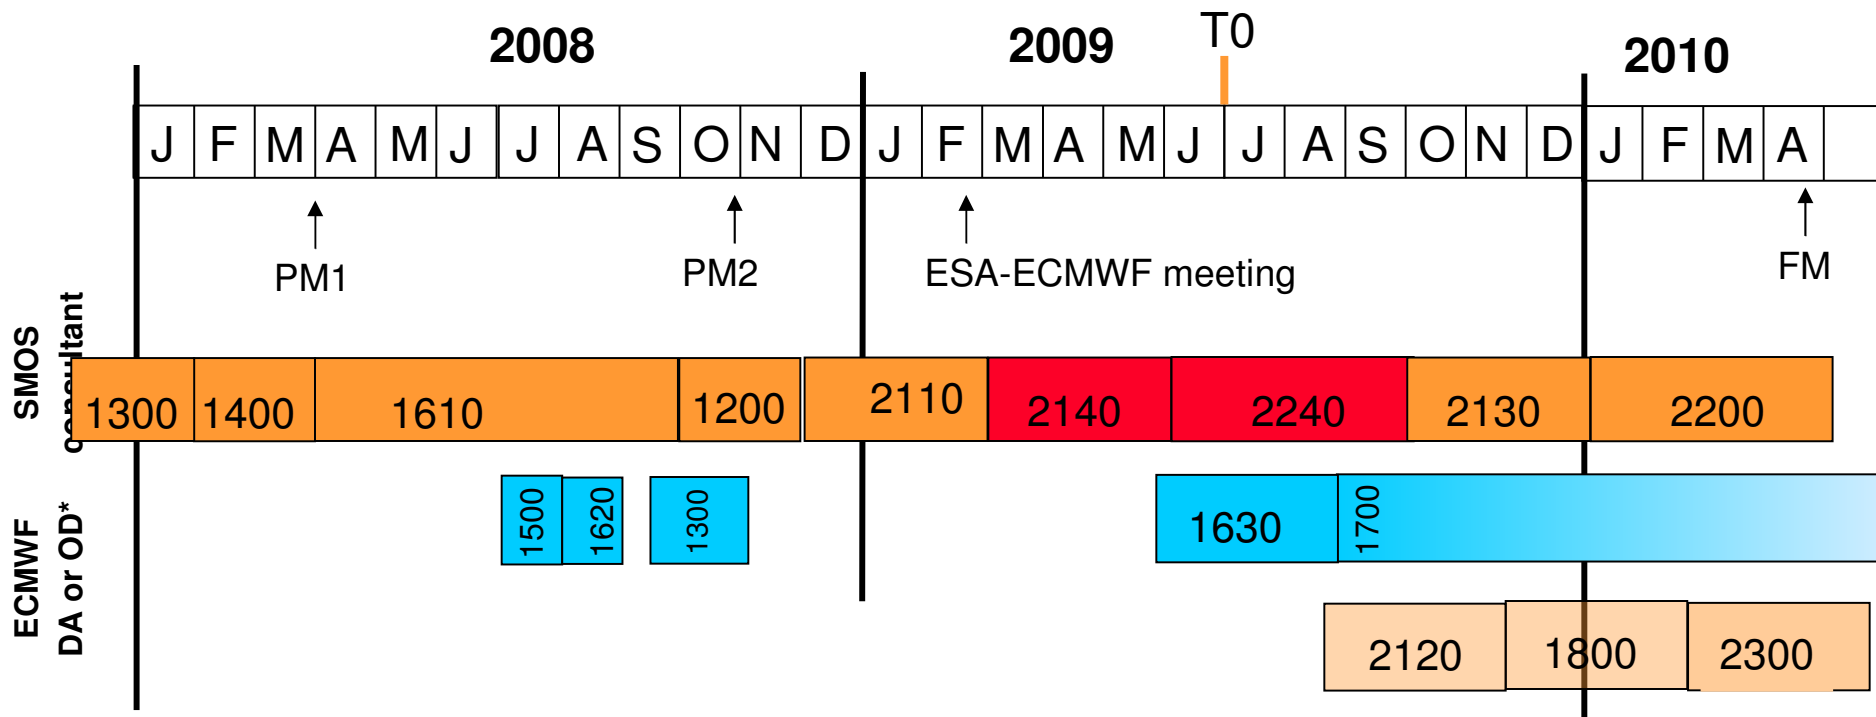 2008 2009 T0 2010
J F M A M J J A S O N D J F M A M J J A S O N D J F M A
PM1 PM2 ESA-ECMWF meeting FM
SMOS
consultant
1300 1400 1610 1200 2110 2140 2240 2130 2200
ECMWF
DA or OD*
1500 1620 1300 1630 1700
2120 1800 2300